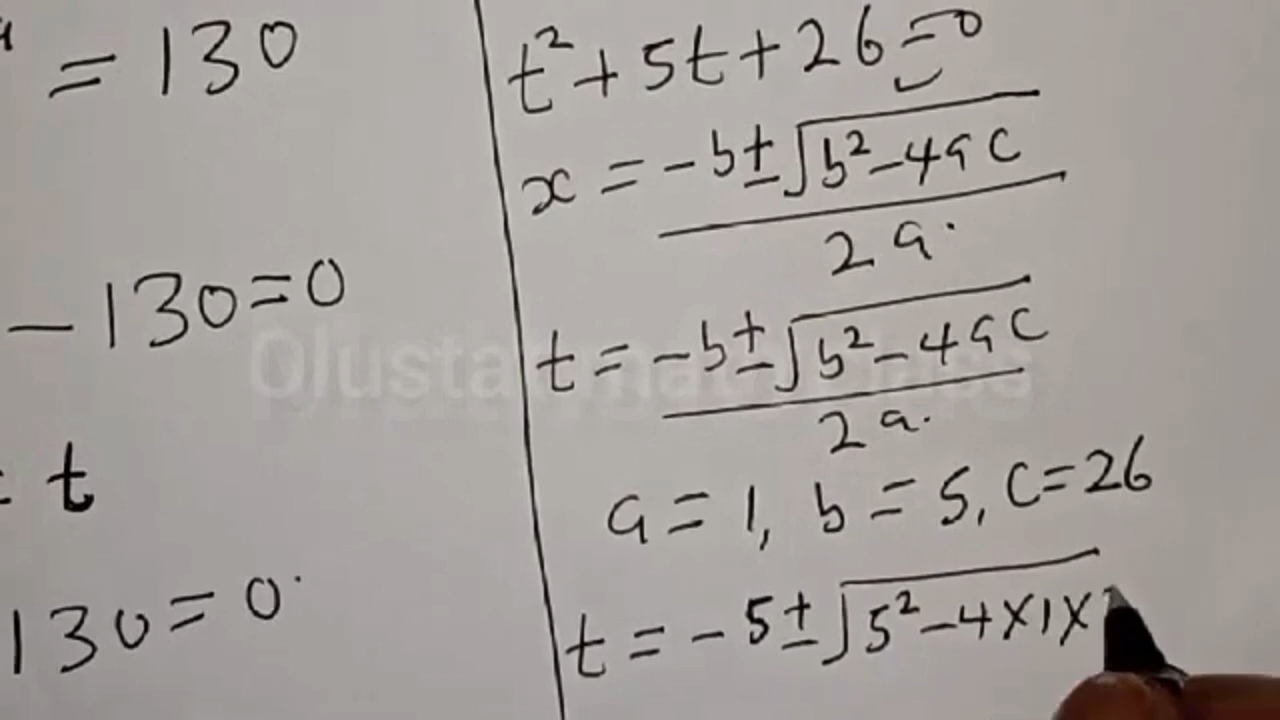 = 130
- 130=0
= t
130=0.
t²+5t+26=0
x = -b±√b²-4ac
2a.
t = -b±√b²-4ac
2a.
a=1, b=5, c=26
t = -5±√5²-4×1×